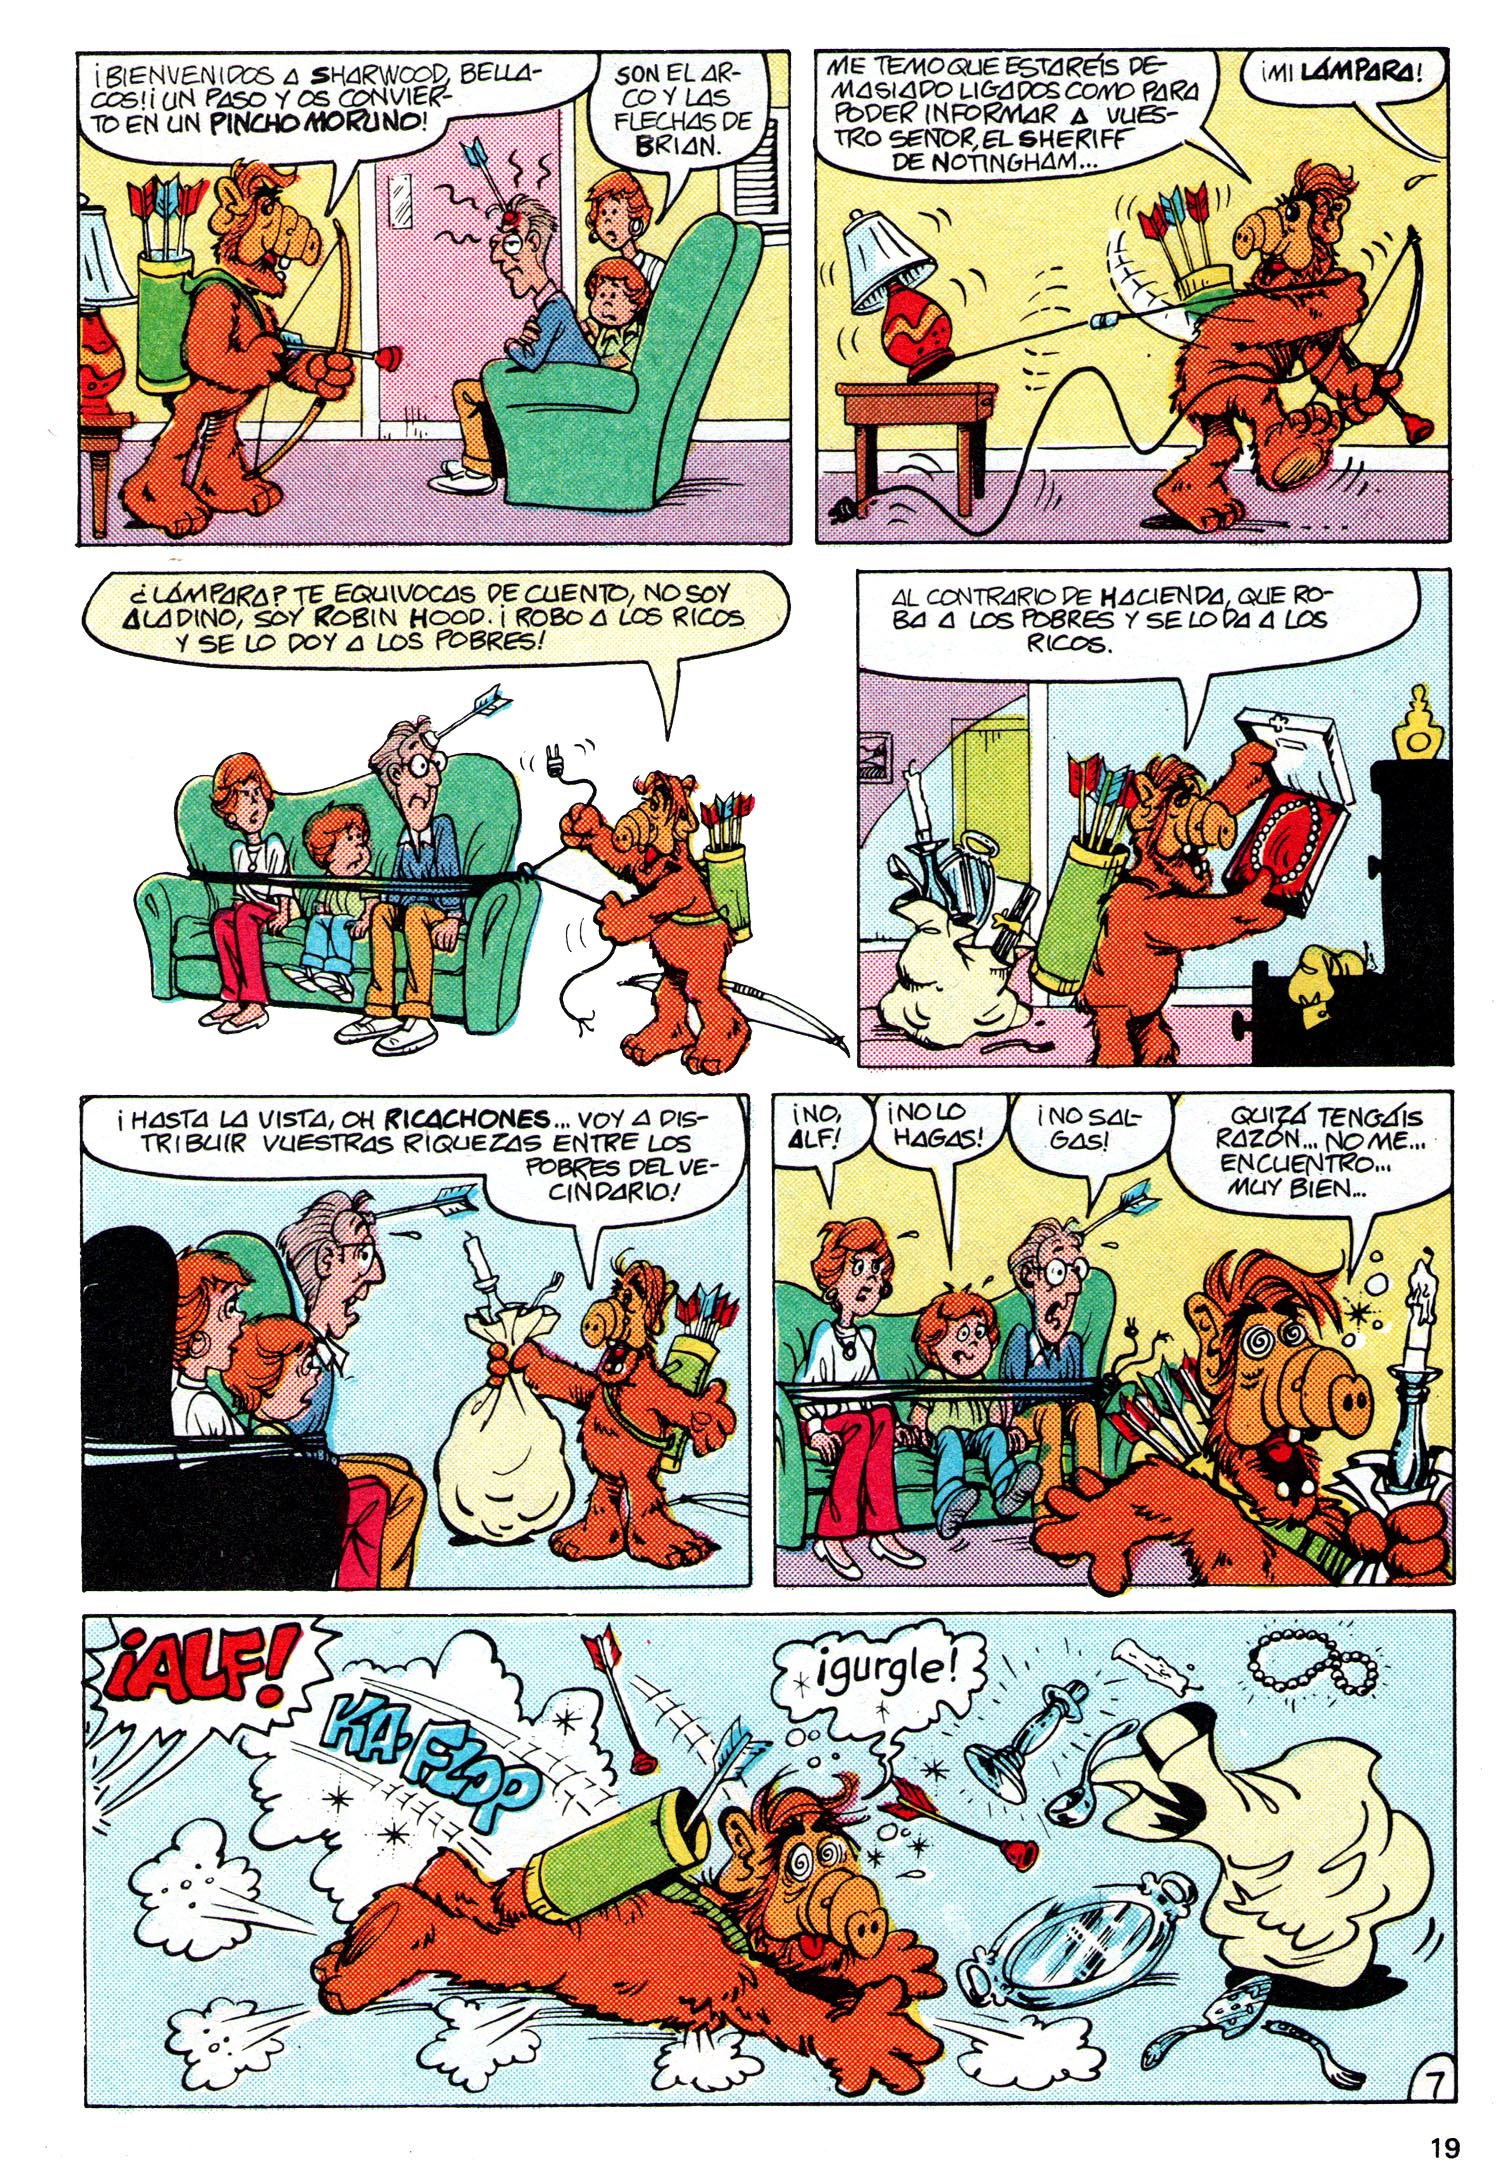 ¡BIENVENIDOS A SHARWOOD, BELLA-
COS! ¡UN PASO Y OS CONVIER-
TO EN UN PINCHO MORUNO!
SON EL AR-
CO Y LAS
FLECHAS DE
BRIAN.
ME TEMO QUE ESTAREÍS DE-
MASIADO LIGADOS COMO PARA
PODER INFORMAR A VUES-
TRO SEÑOR, EL SHERIFF
DE NOTINGHAM...
¡MI LÁMPARA!
¿LÁMPARA? TE EQUIVOCAS DE CUENTO, NO SOY
ALADINO, SOY ROBIN HOOD. ¡ROBO A LOS RICOS
Y SE LO DOY A LOS POBRES!
AL CONTRARIO DE HACIENDA, QUE RO-
BA A LOS POBRES Y SE LO DA A LOS
RICOS.
¡HASTA LA VISTA, OH RICACHONES... VOY A DIS-
TRIBUIR VUESTRAS RIQUEZAS ENTRE LOS
POBRES DEL VE-
CINDARIO!
¡NO,
ALF!
¡NO LO
HAGAS!
¡NO SAL-
GAS!
QUIZÁ TENGÁIS
RAZÓN... NO ME...
ENCUENTRO...
MUY BIEN...
¡ALF!
KA-FLOP
¡gurgle!
7
19